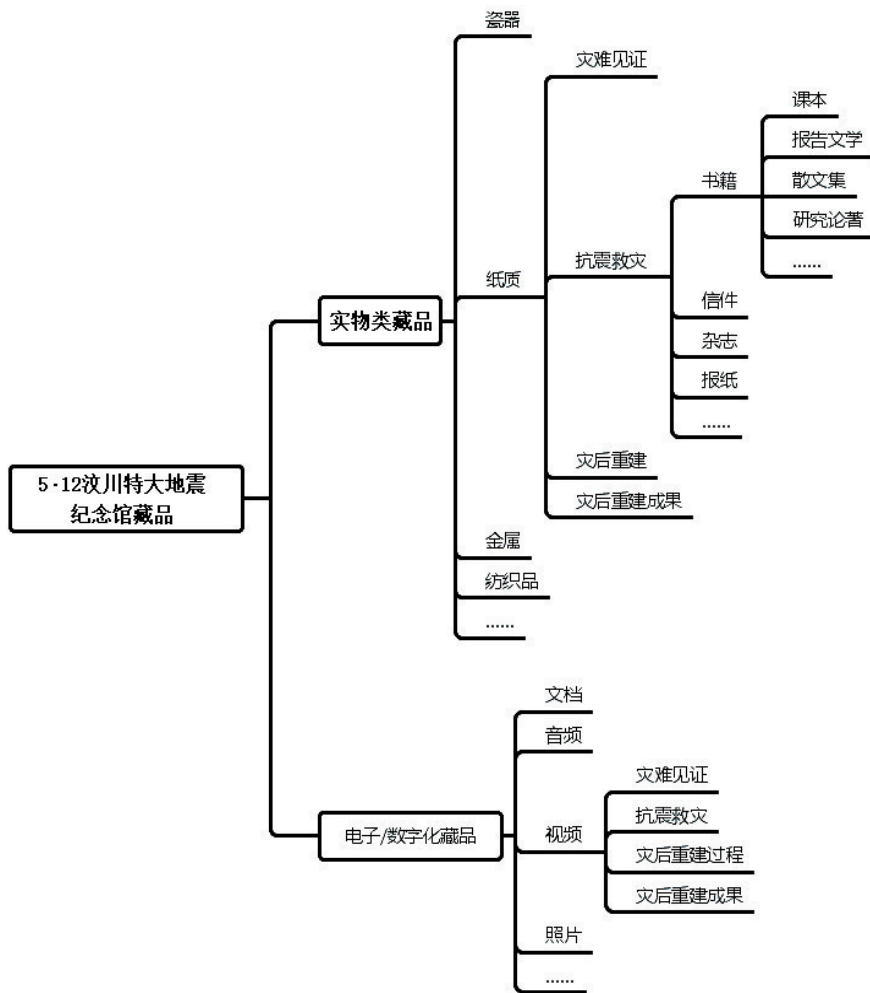 瓷器
灾难见证
课本
报告文学
书籍
散文集
研究论著
......
纸质
抗震救灾
实物类藏品
信件
杂志
报纸
......
灾后重建
灾后重建成果
5·12汶川特大地震
纪念馆藏品
金属
纺织品
......
文档
音频
灾难见证
抗震救灾
电子/数字化藏品
视频
灾后重建过程
灾后重建成果
照片
......